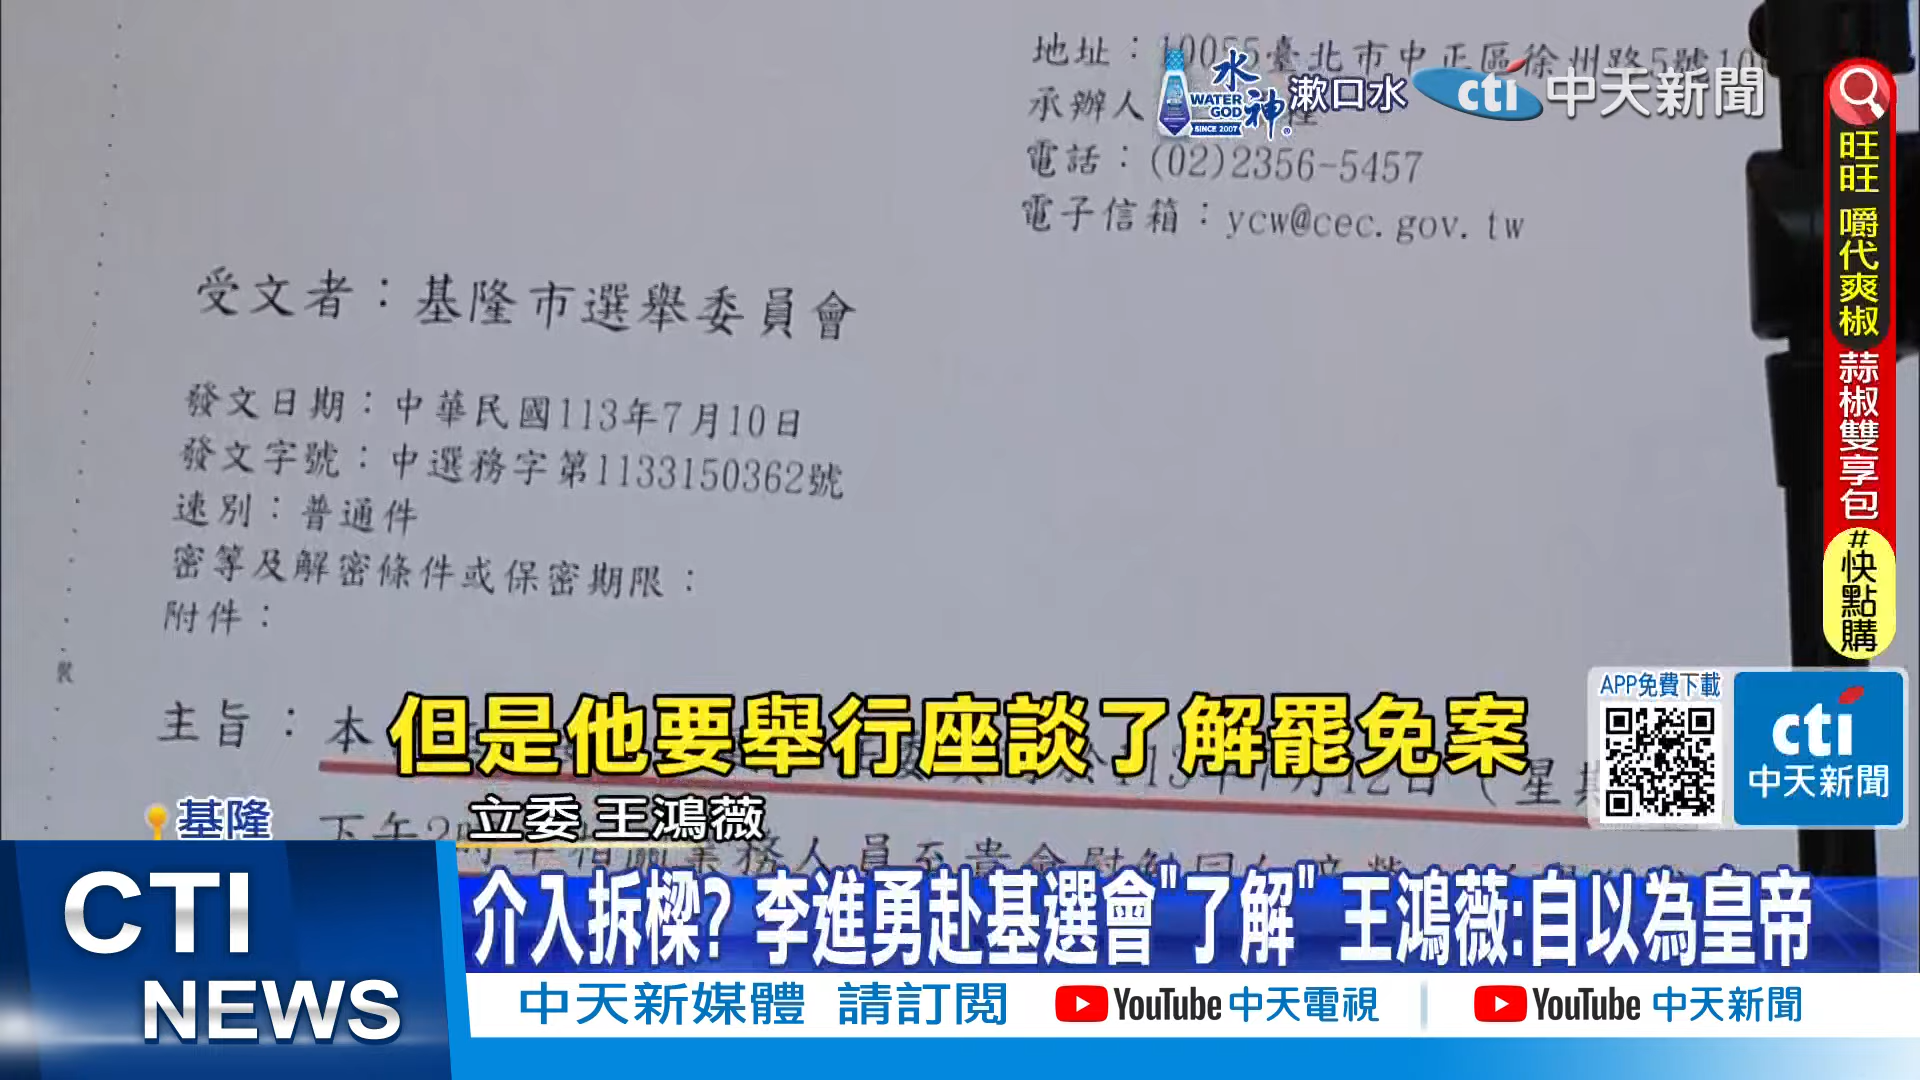 地址：10055臺北市中正區徐州路5號10
承辦人
電話：(02)2356-5457
電子信箱：ycw@cec.gov.tw
水神
WATER GOD
SINCE 2007
漱口水
cti 中天新聞
旺旺 嚼代爽椒
蒜椒雙享包
#快點購
受文者：基隆市選舉委員會
發文日期：中華民國113年7月10日
發文字號：中選務字第1133150362號
速別：普通件
密等及解密條件或保密期限：
附件：
裝
主旨：本
但是他要舉行座談了解罷免案
APP免費下載
cti
中天新聞
基隆
立委 王鴻薇
介入拆樑? 李進勇赴基選會"了解" 王鴻薇:自以為皇帝
CTI NEWS
中天新媒體 請訂閱 YouTube 中天電視 | YouTube 中天新聞